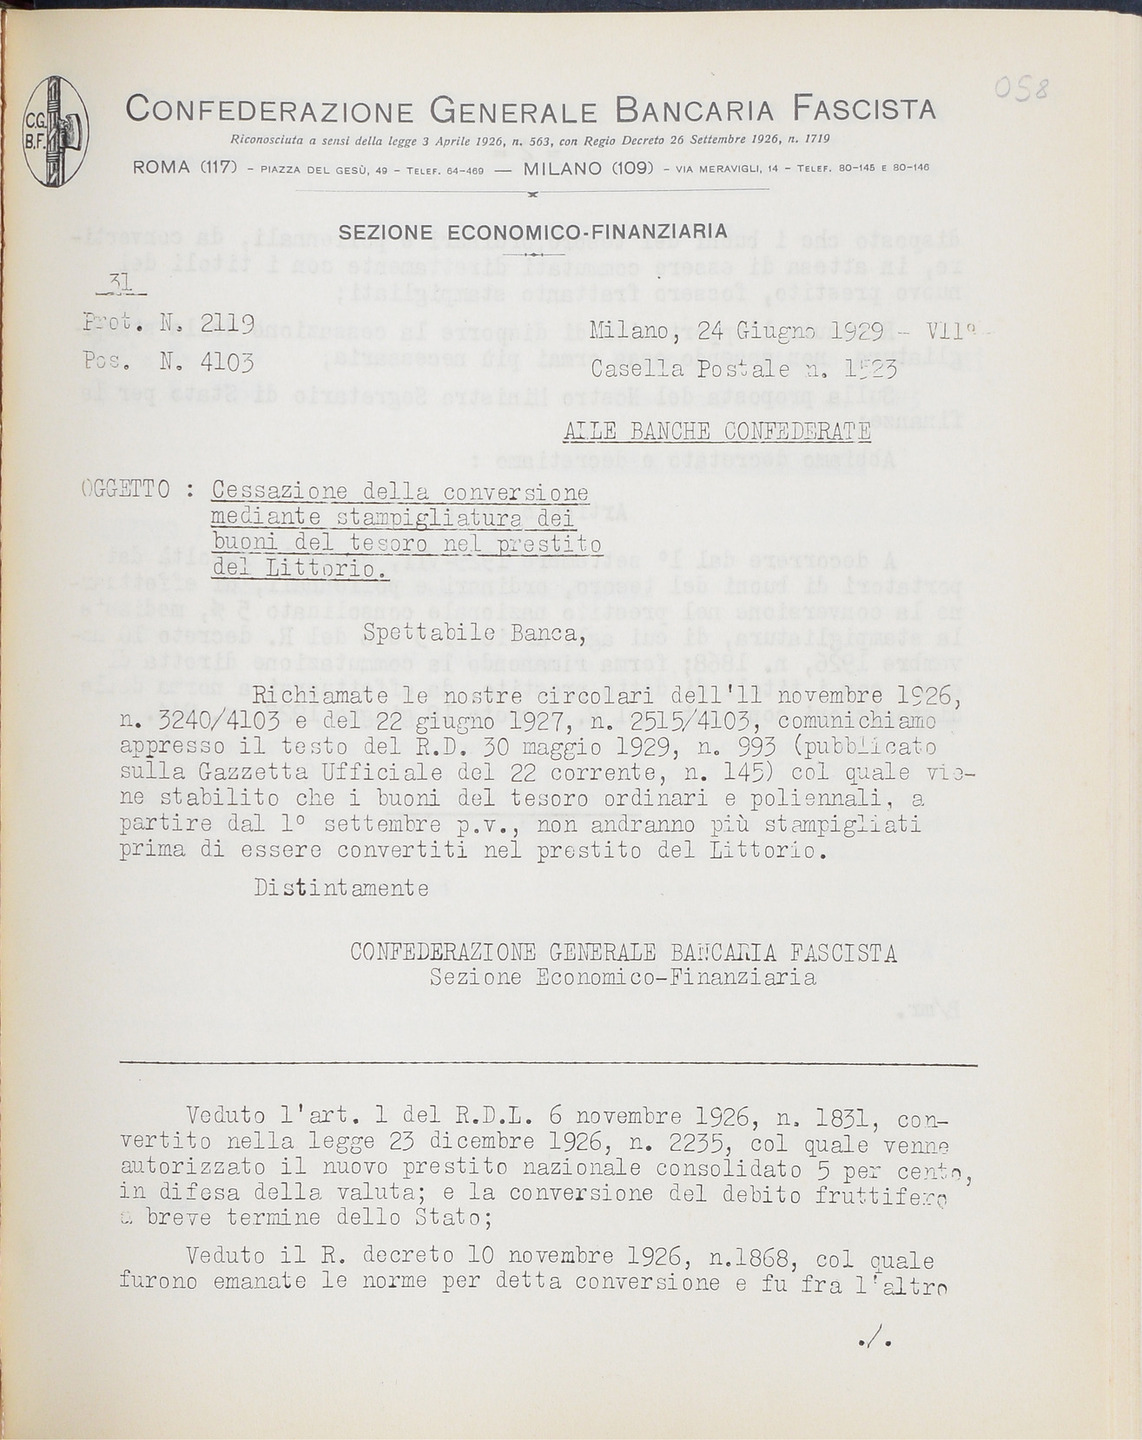 058
C.G.
B.F.
CONFEDERAZIONE GENERALE BANCARIA FASCISTA
Riconosciuta a sensi della legge 3 Aprile 1926, n. 563, con Regio Decreto 26 Settembre 1926, n. 1719
ROMA (117) - PIAZZA DEL GESÙ, 49 - TELEF. 64-469 — MILANO (109) - VIA MERAVIGLI, 14 - TELEF. 80-145 E 80-146
SEZIONE ECONOMICO-FINANZIARIA
31
Prot. N. 2119
Milano, 24 Giugno 1929 - VIIº
Pos. N. 4103
Casella Postale n. 1523
ALLE BANCHE CONFEDERATE
OGGETTO : Cessazione della conversione
mediante stampigliatura dei
buoni del tesoro nel prestito
del Littorio.
Spettabile Banca,
Richiamate le nostre circolari dell'11 novembre 1926,
n. 3240/4103 e del 22 giugno 1927, n. 2515/4103, comunichiamo
appresso il testo del R.D. 30 maggio 1929, n. 993 (pubblicato
sulla Gazzetta Ufficiale del 22 corrente, n. 145) col quale vie-
ne stabilito che i buoni del tesoro ordinari e poliennali, a
partire dal 1º settembre p.v., non andranno più stampigliati
prima di essere convertiti nel prestito del Littorio.
Distintamente
CONFEDERAZIONE GENERALE BANCARIA FASCISTA
Sezione Economico-Finanziaria
Veduto l'art. 1 del R.D.L. 6 novembre 1926, n. 1831, con-
vertito nella legge 23 dicembre 1926, n. 2235, col quale venne
autorizzato il nuovo prestito nazionale consolidato 5 per cento,
in difesa della valuta; e la conversione del debito fruttifero
a breve termine dello Stato;
Veduto il R. decreto 10 novembre 1926, n.1868, col quale
furono emanate le norme per detta conversione e fu fra l'altro
./.